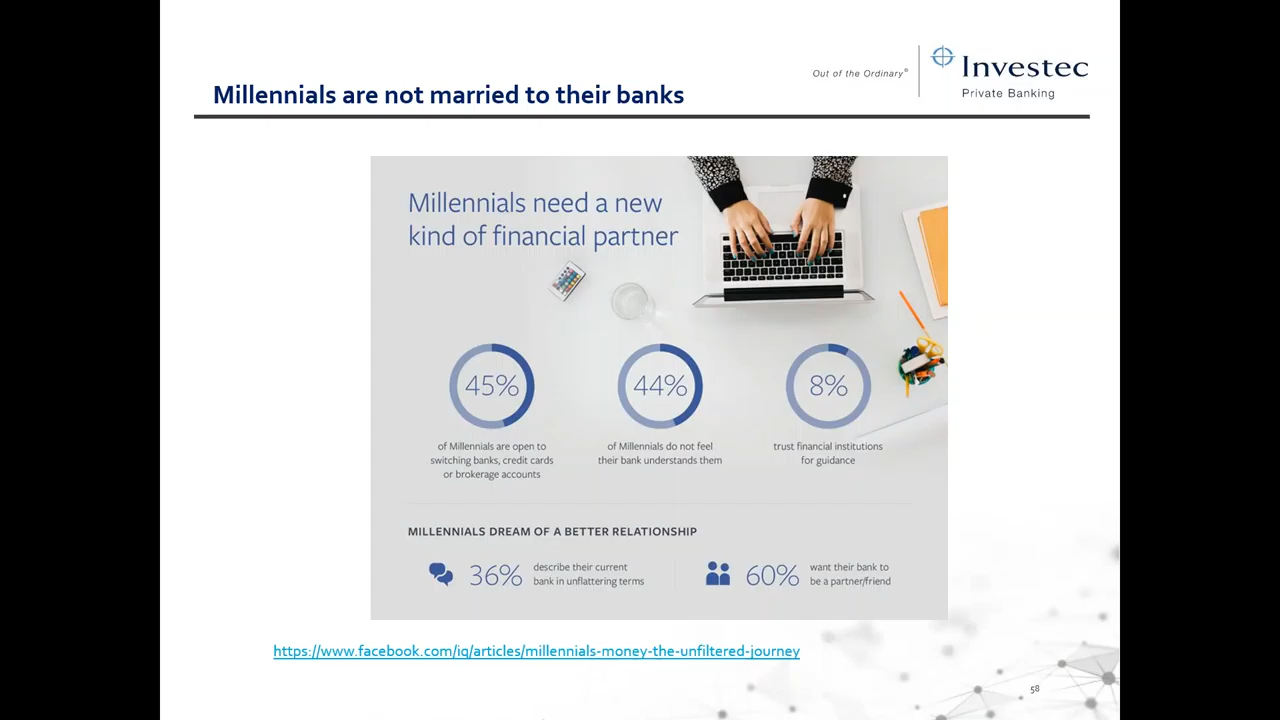 Out of the Ordinary®
Investec
Private Banking
Millennials are not married to their banks
Millennials need a new
kind of financial partner
45%
of Millennials are open to
switching banks, credit cards
or brokerage accounts
44%
of Millennials do not feel
their bank understands them
8%
trust financial institutions
for guidance
MILLENNIALS DREAM OF A BETTER RELATIONSHIP
36%
describe their current
bank in unflattering terms
60%
want their bank to
be a partner/friend
https://www.facebook.com/iq/articles/millennials-money-the-unfiltered-journey
58